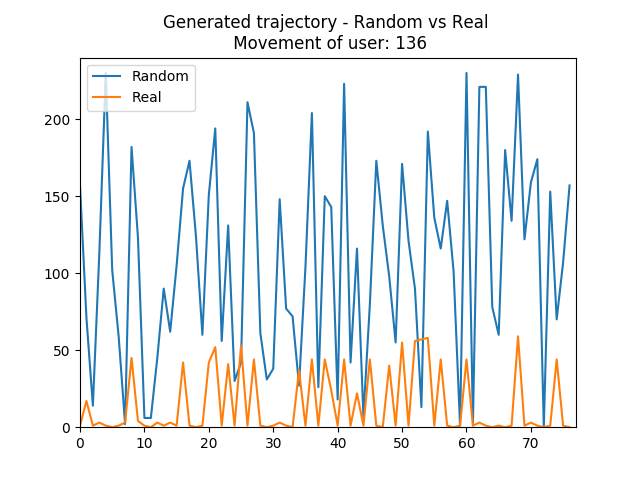 Generated trajectory - Random vs Real
Movement of user: 136
Random
Real
200
150
100
50
0
0 10 20 30 40 50 60 70